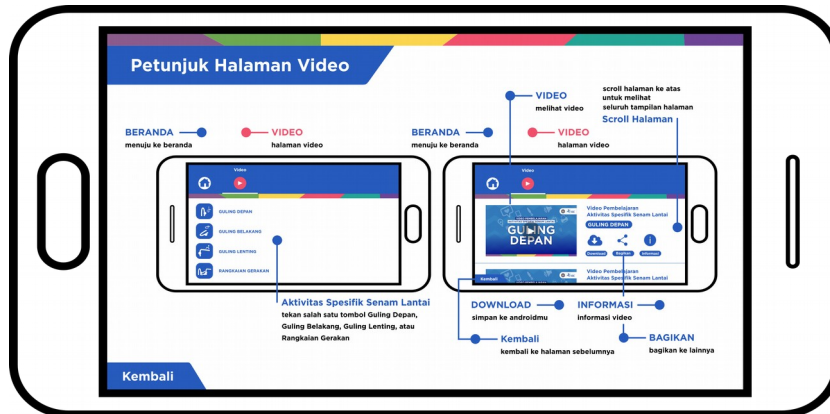 Petunjuk Halaman Video
BERANDA
menuju ke beranda
VIDEO
halaman video
Video
GULING DEPAN
GULING BELAKANG
GULING LENTING
RANGKAIAN GERAKAN
Aktivitas Spesifik Senam Lantai
tekan salah satu tombol Guling Depan,
Guling Belakang, Guling Lenting, atau
Rangkaian Gerakan
VIDEO
melihat video
scroll halaman ke atas
untuk melihat
seluruh tampilan halaman
Scroll Halaman
BERANDA
menuju ke beranda
VIDEO
halaman video
Video
GULING
DEPAN
Video Pembelajaran
Aktivitas Spesifik Senam Lantai
GULING DEPAN
Download
Bagikan
Informasi
Kembali
Video Pembelajaran
Aktivitas Spesifik Senam Lantai
DOWNLOAD
simpan ke androidmu
INFORMASI
informasi video
Kembali
kembali ke halaman sebelumnya
BAGIKAN
bagikan ke lainnya
Kembali